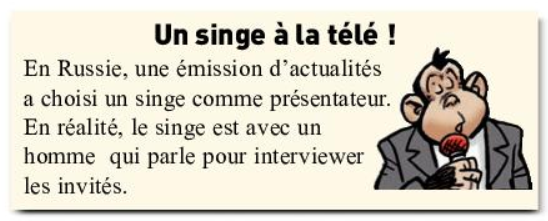 Un singe à la télé !
En Russie, une émission d'actualités
a choisi un singe comme présentateur.
En réalité, le singe est avec un
homme qui parle pour interviewer
les invités.